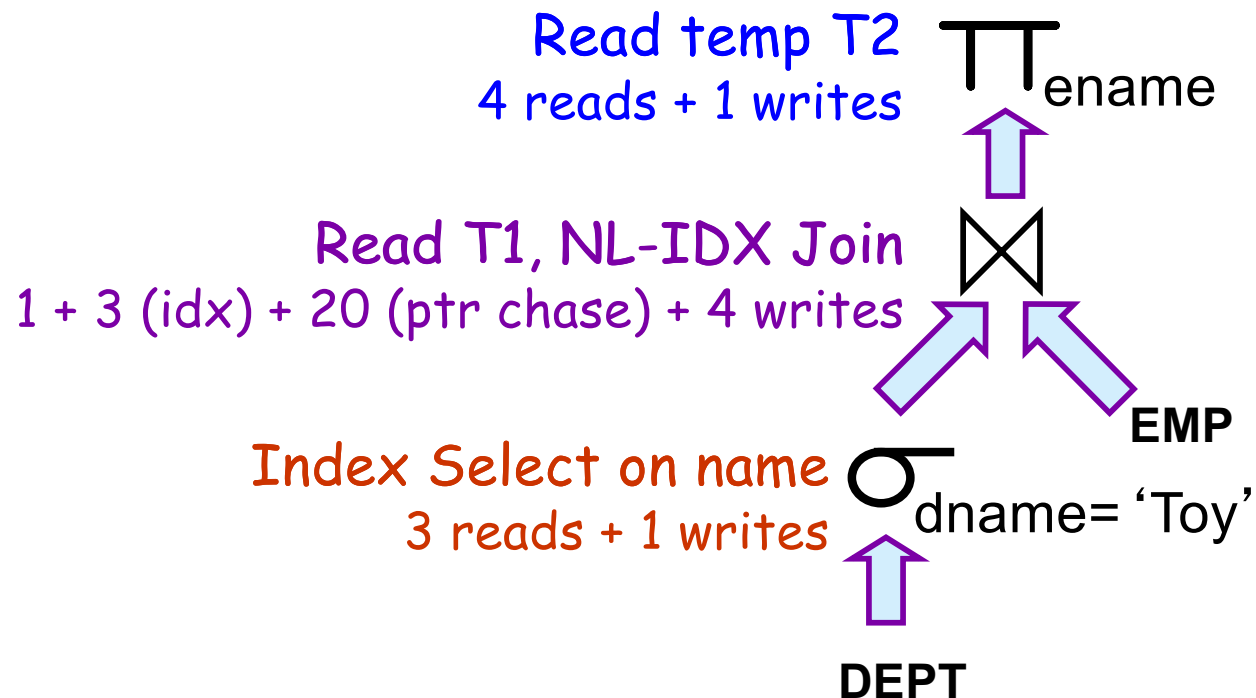 Read temp T2
4 reads + 1 writes
ename
Read T1, NL-IDX Join
1 + 3 (idx) + 20 (ptr chase) + 4 writes
EMP
Index Select on name
3 reads + 1 writes
dname= ‘Toy’
DEPT